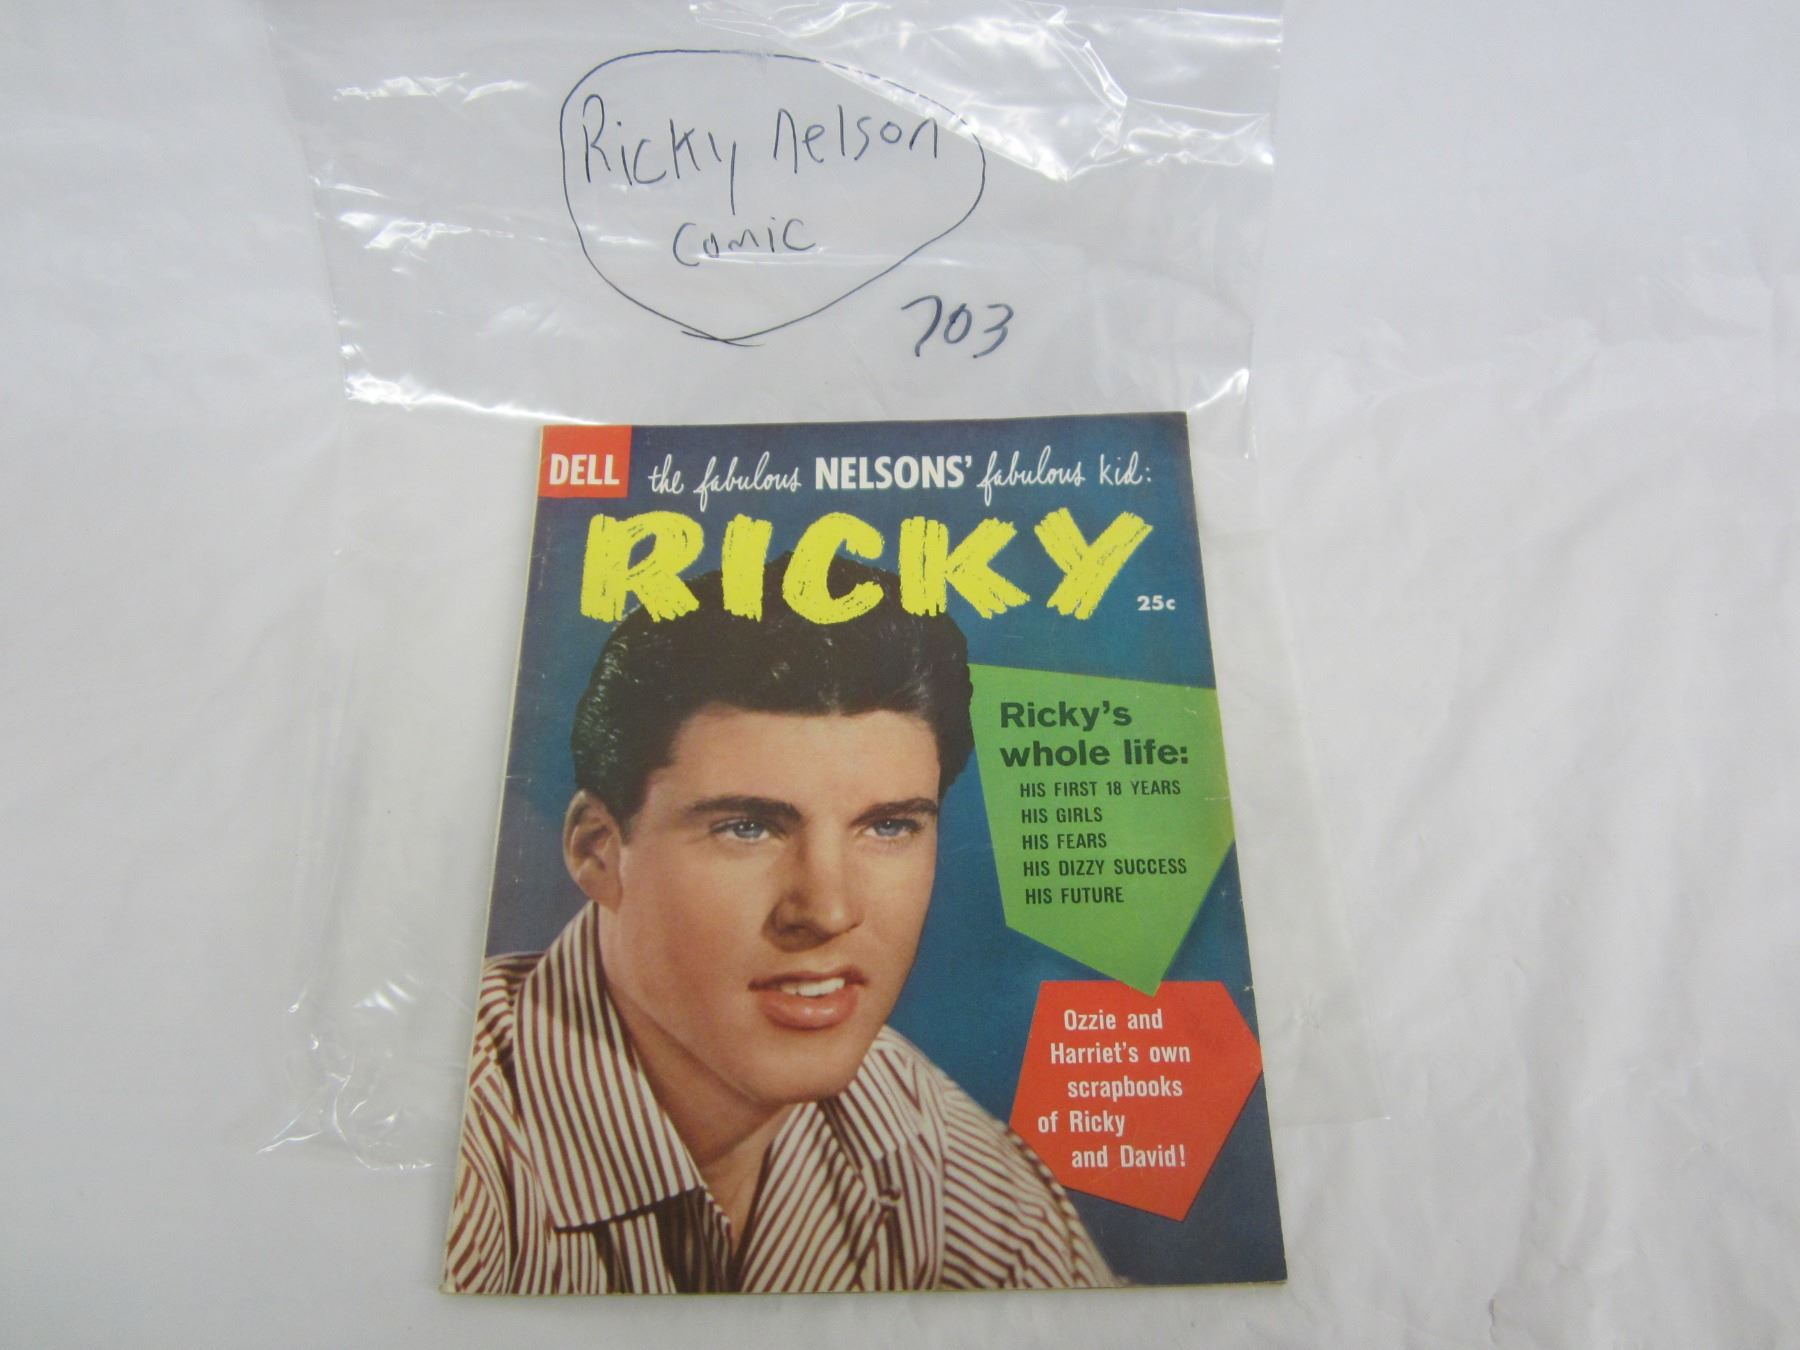 Ricky nelson
comic
703
DELL
the fabulous NELSONS' fabulous kid:
RICKY
25c
Ricky's
whole life:
HIS FIRST 18 YEARS
HIS GIRLS
HIS FEARS
HIS DIZZY SUCCESS
HIS FUTURE
Ozzie and
Harriet's own
scrapbooks
of Ricky
and David!